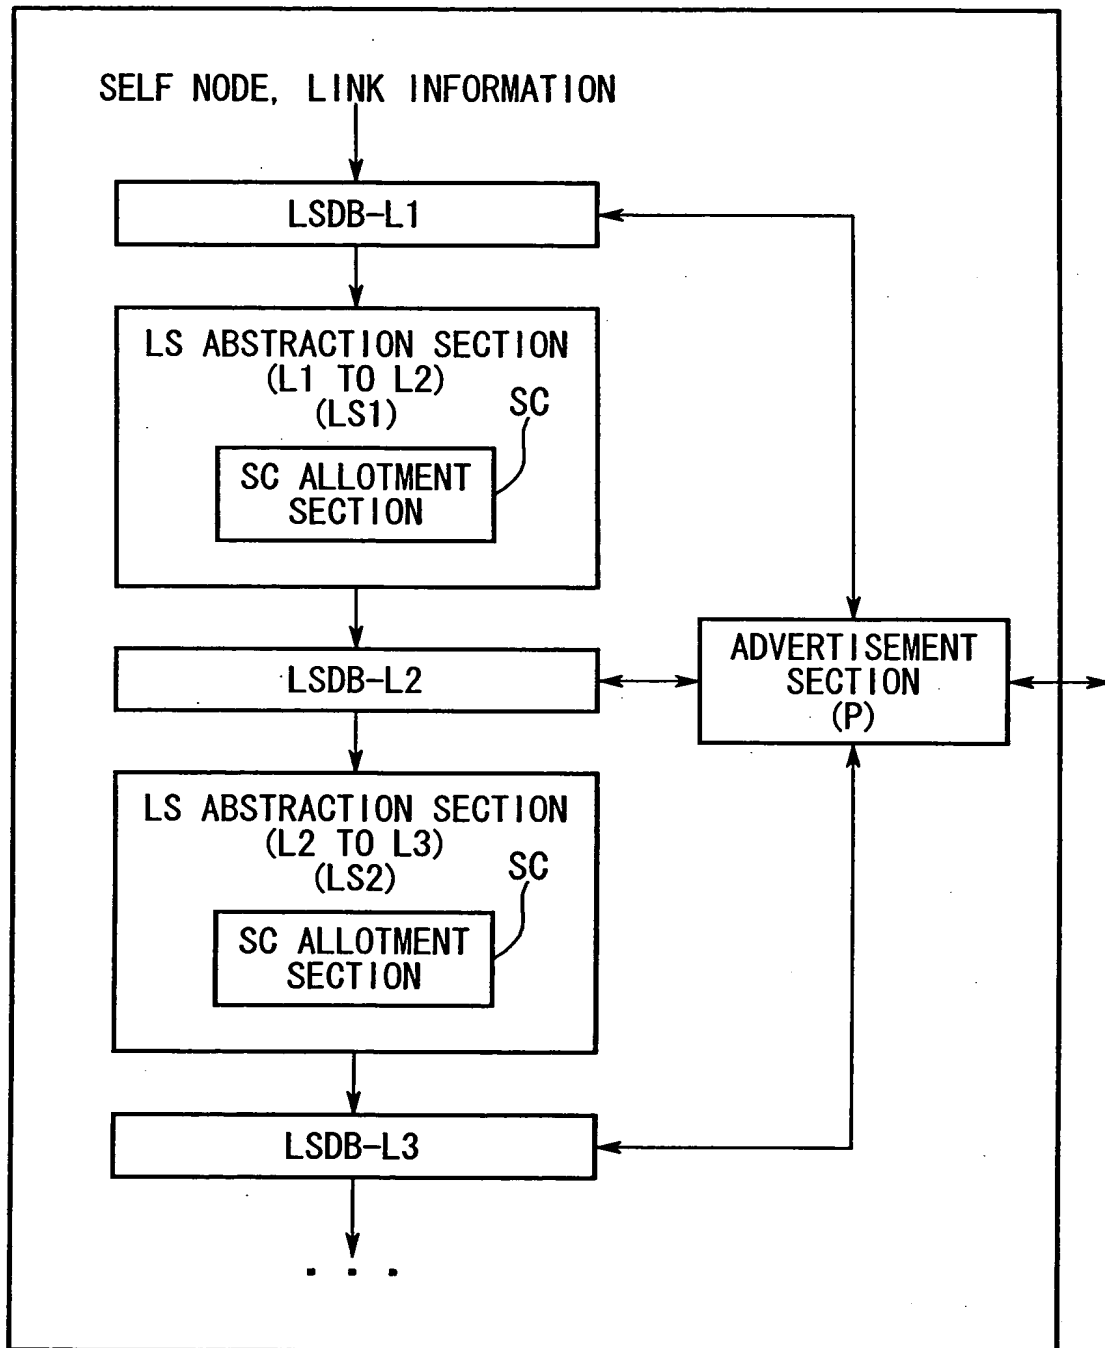 SELF NODE, LINK INFORMATION
LSDB-L1
LS ABSTRACTION SECTION
(L1 TO L2)
(LS1)
SC
SC ALLOTMENT
SECTION
LSDB-L2
ADVERTISEMENT
SECTION
(P)
LS ABSTRACTION SECTION
(L2 TO L3)
(LS2)
SC
SC ALLOTMENT
SECTION
LSDB-L3
...